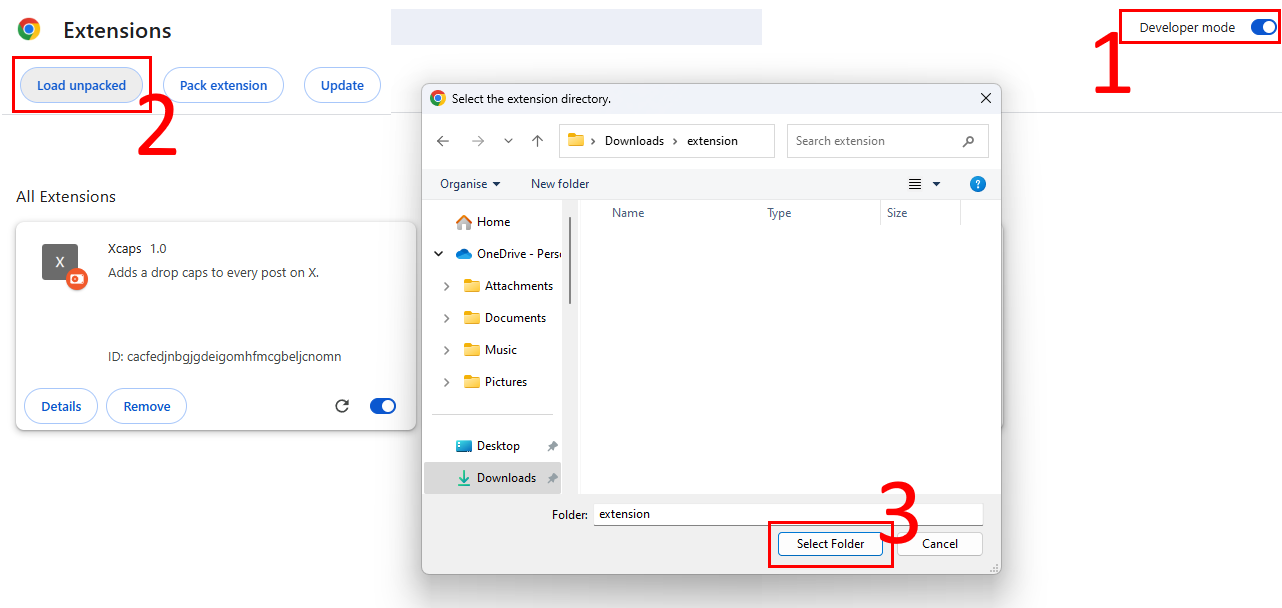 Extensions
Developer mode
1
Load unpacked
Pack extension
Update
2
All Extensions
X
Xcaps 1.0
Adds a drop caps to every post on X.
ID: cacfedjnbgjgdeigomhfmcgbeljcnomn
Details
Remove
Select the extension directory.
Downloads
extension
Search extension
Organise
New folder
?
Name
Type
Size
Home
OneDrive - Pers
Attachments
Documents
Music
Pictures
Desktop
Downloads
Folder: extension
3
Select Folder
Cancel